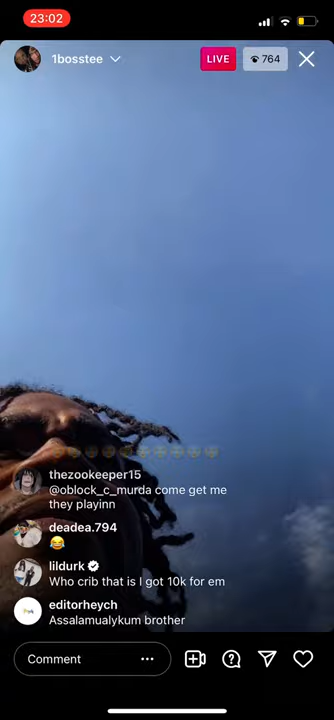 23:02
1bosstee
LIVE
764
thezookeeper15
@oblock_c_murda come get me
they playinn
deadea.794
😂
lildurk
Who crib that is I got 10k for em
editorheych
Assalamualykum brother
Comment